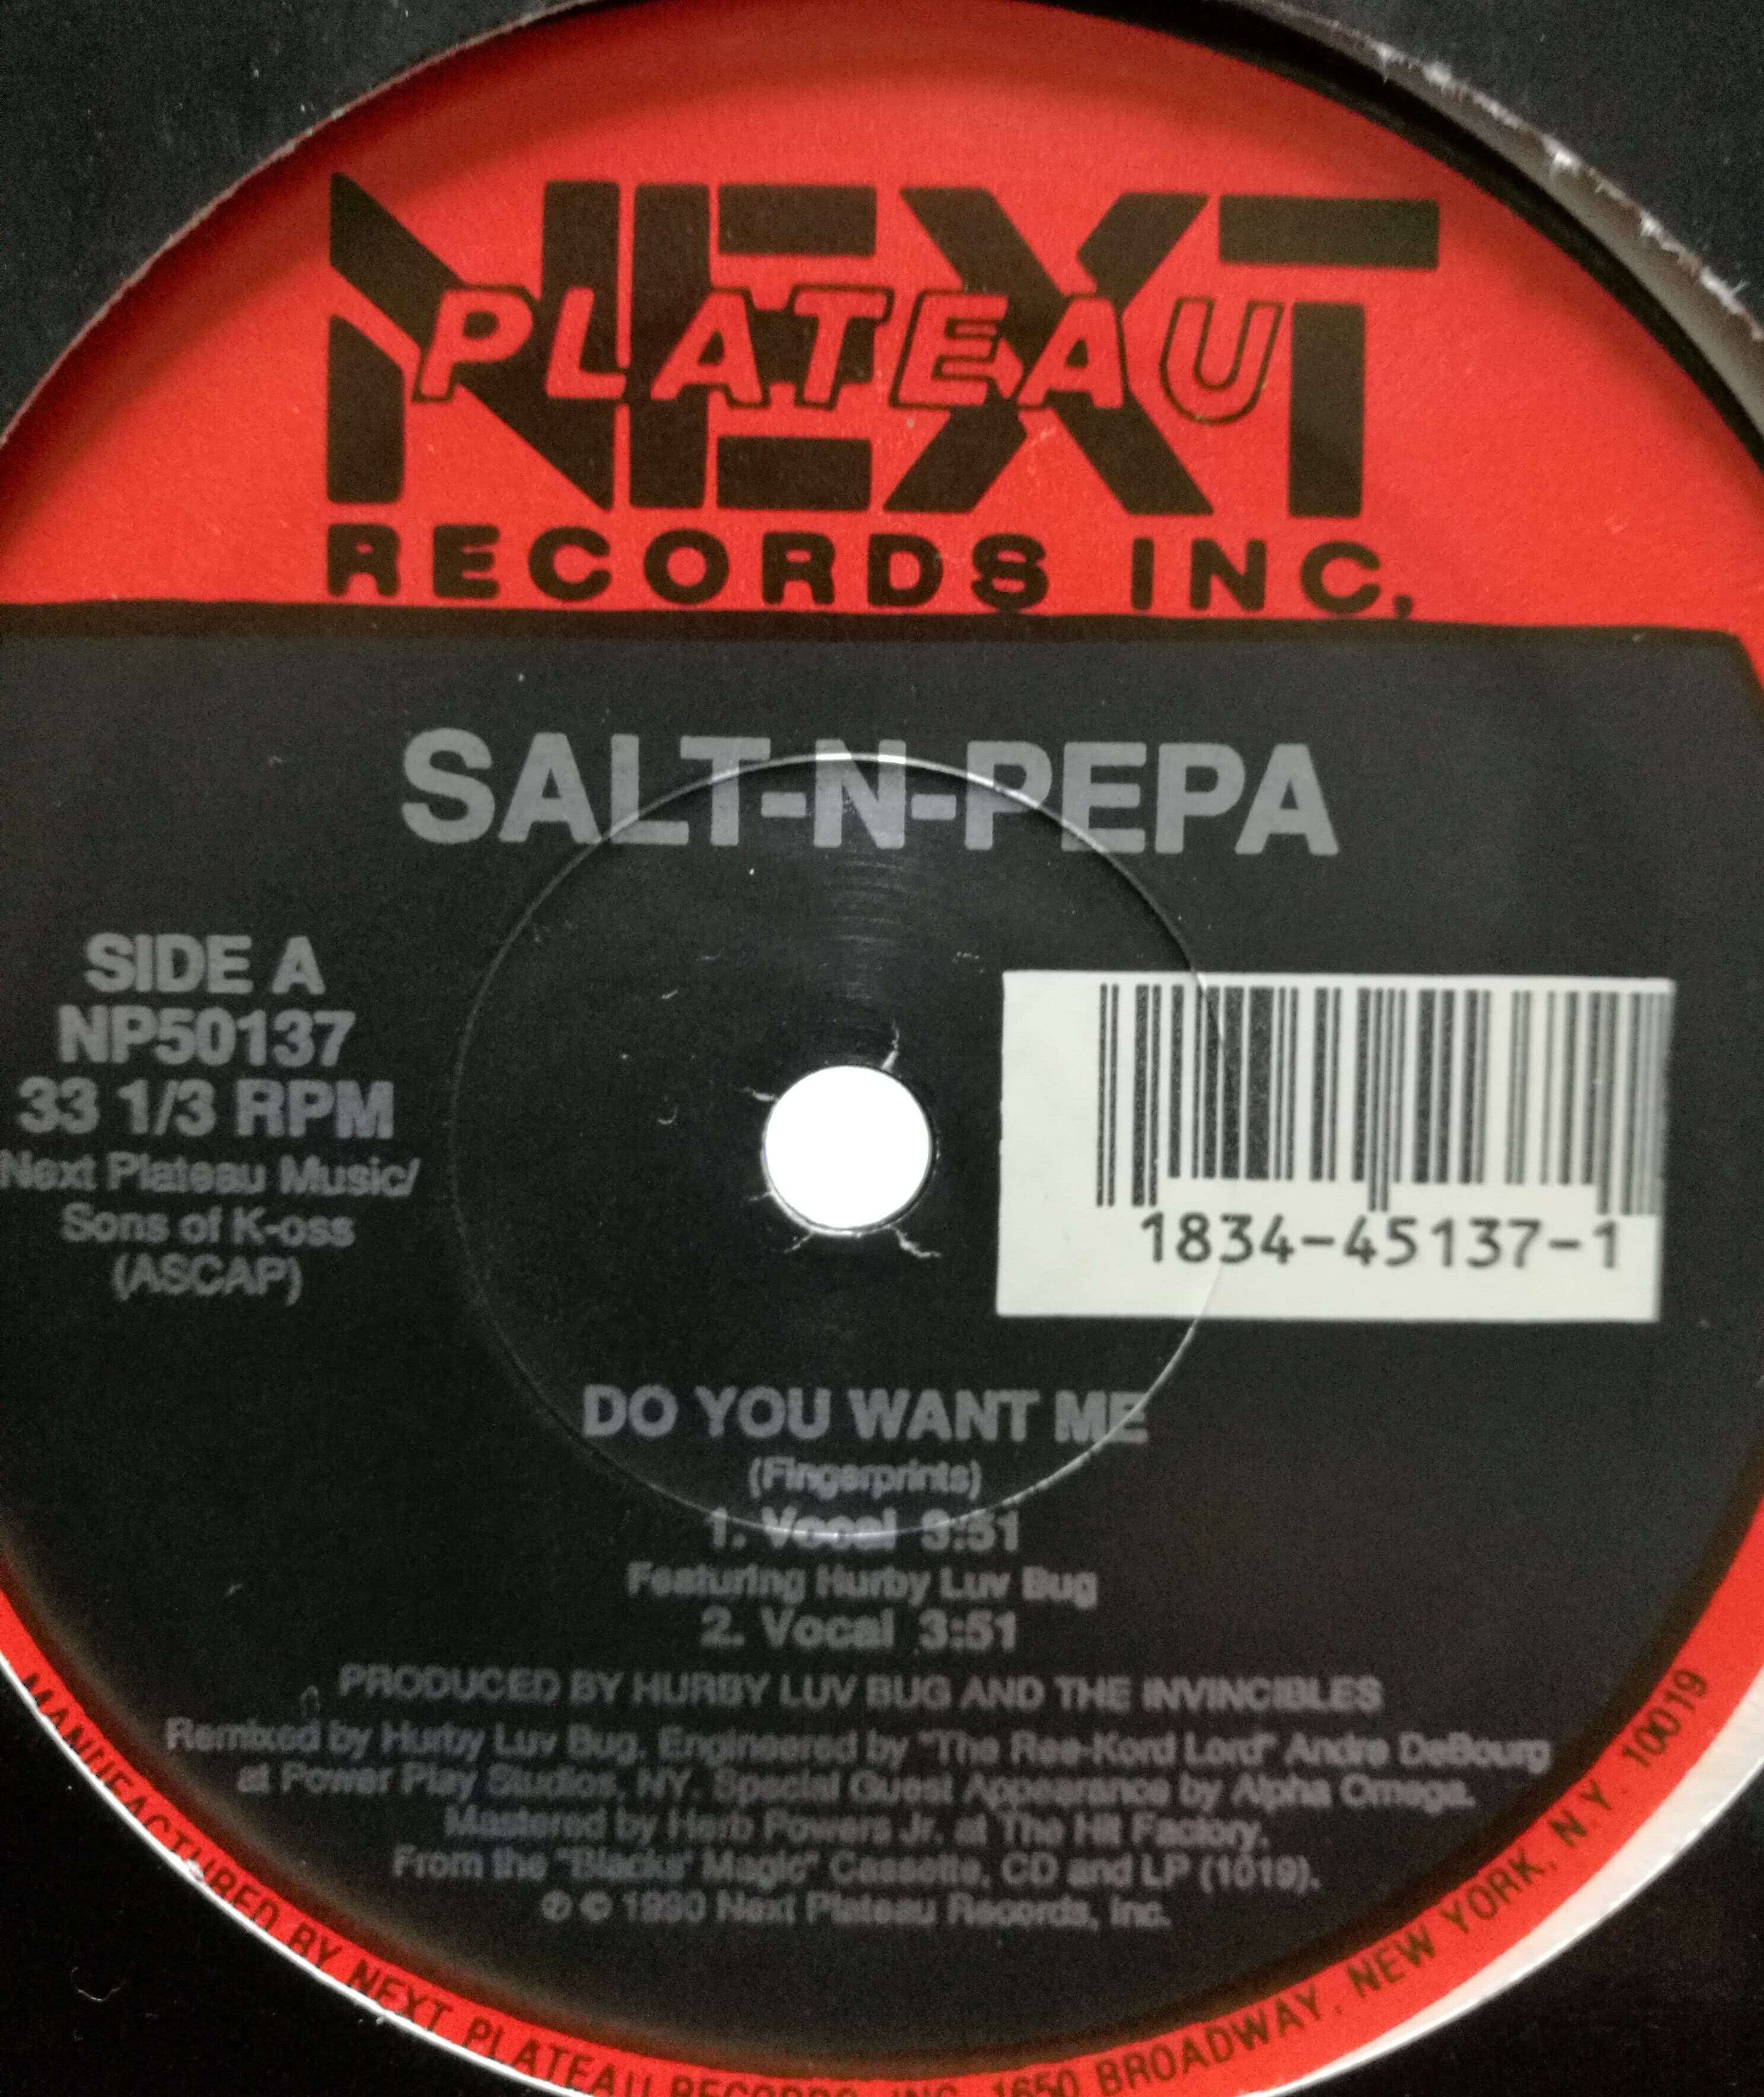 NEXT
PLATEAU
RECORDS INC.
SALT-N-PEPA
SIDE A
NP50137
33 1/3 RPM
Next Plateau Music/
Sons of K-oss
(ASCAP)
1834-45137-1
DO YOU WANT ME
(Fingerprints)
1. Vocal 3:51
Featuring Hurby Luv Bug
2. Vocal 3:51
PRODUCED BY HURBY LUV BUG AND THE INVINCIBLES
Remixed by Hurby Luv Bug. Engineered by "The Ree-Kord Lord" Andre DeBourg
at Power Play Studios, NY. Special Guest Appearance by Alpha Omega.
Mastered by Herb Powers Jr. at The Hit Factory.
From the "Blacks' Magic" Cassette, CD and LP (1019).
℗ © 1990 Next Plateau Records, Inc.
MANUFACTURED BY NEXT PLATEAU RECORDS, INC. 1650 BROADWAY, NEW YORK, N.Y. 10019